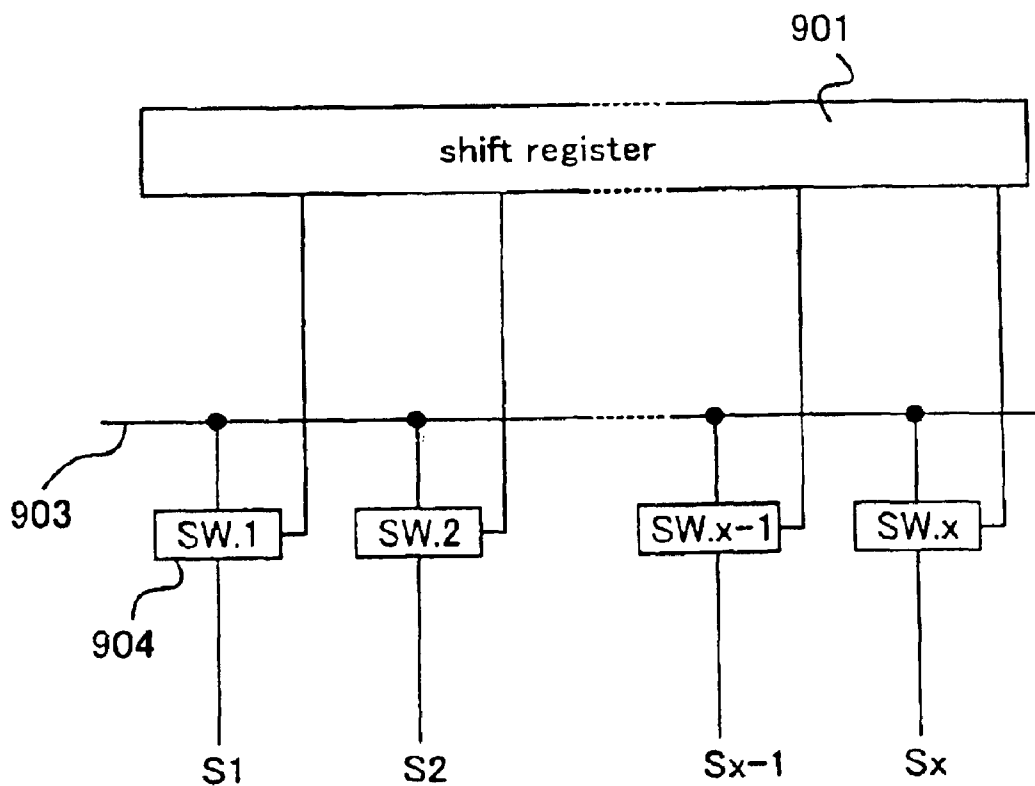 901
shift register
903
SW.1 SW.2 SW.x-1 SW.x
904
S1 S2 Sx-1 Sx